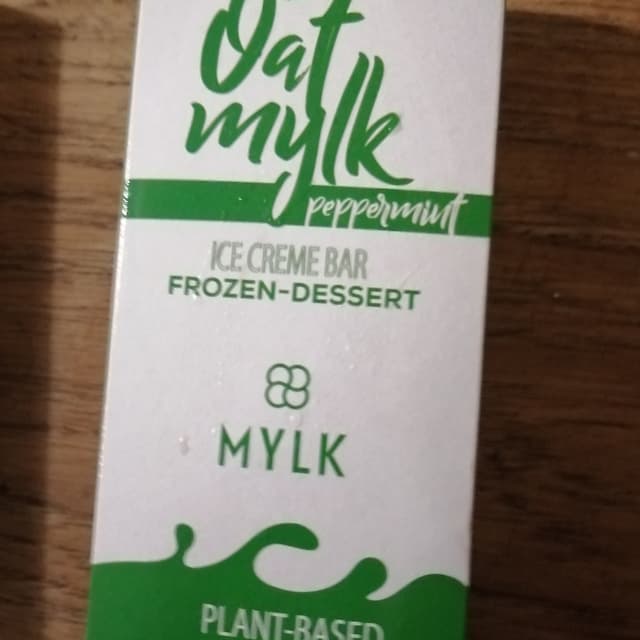 Oat
mylk
peppermint
ICE CREME BAR
FROZEN-DESSERT
MYLK
PLANT-BASED